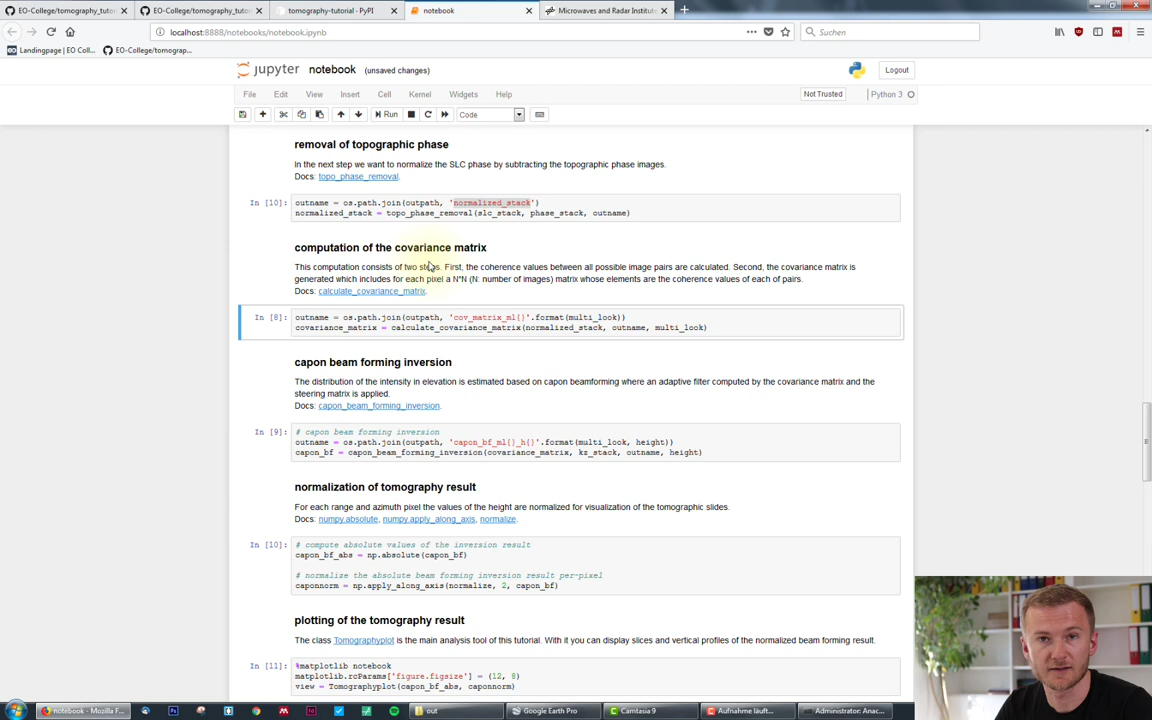 EO-College/tomography_tuto
EO-College/tomography_tuto
tomography-tutorial · PyPI
notebook
Microwaves and Radar Institute
localhost:8888/notebooks/notebook.ipynb
Suchen
Landingpage | EO Coll...
EO-College/tomograp...
jupyter notebook (unsaved changes)
Logout
File Edit View Insert Cell Kernel Widgets Help
Not Trusted
Python 3
Run
Code
removal of topographic phase
In the next step we want to normalize the SLC phase by subtracting the topographic phase images.
Docs: topo_phase_removal.
In [10]: outname = os.path.join(outpath, 'normalized_stack')
normalized_stack = topo_phase_removal(slc_stack, phase_stack, outname)
computation of the covariance matrix
This computation consists of two steps. First, the coherence values between all possible image pairs are calculated. Second, the covariance matrix is
generated which includes for each pixel a N*N (N: number of images) matrix whose elements are the coherence values of each of pairs.
Docs: calculate_covariance_matrix.
In [8]: outname = os.path.join(outpath, 'cov_matrix_ml{}'.format(multi_look))
covariance_matrix = calculate_covariance_matrix(normalized_stack, outname, multi_look)
capon beam forming inversion
The distribution of the intensity in elevation is estimated based on capon beamforming where an adaptive filter computed by the covariance matrix and the
steering matrix is applied.
Docs: capon_beam_forming_inversion.
In [9]: # capon beam forming inversion
outname = os.path.join(outpath, 'capon_bf_ml{}_h{}'.format(multi_look, height))
capon_bf = capon_beam_forming_inversion(covariance_matrix, kz_stack, outname, height)
normalization of tomography result
For each range and azimuth pixel the values of the height are normalized for visualization of the tomographic slides.
Docs: numpy.absolute, numpy.apply_along_axis, normalize.
In [10]: # compute absolute values of the inversion result
capon_bf_abs = np.absolute(capon_bf)
# normalize the absolute beam forming inversion result per-pixel
caponnorm = np.apply_along_axis(normalize, 2, capon_bf)
plotting of the tomography result
The class Tomographyplot is the main analysis tool of this tutorial. With it you can display slices and vertical profiles of the normalized beam forming result.
In [11]: %matplotlib notebook
matplotlib.rcParams['figure.figsize'] = (12, 8)
view = Tomographyplot(capon_bf_abs, caponnorm)
notebook - Mozilla F...
out
Google Earth Pro
Camtasia 9
Aufnahme läuft...
Administrator: Anac...